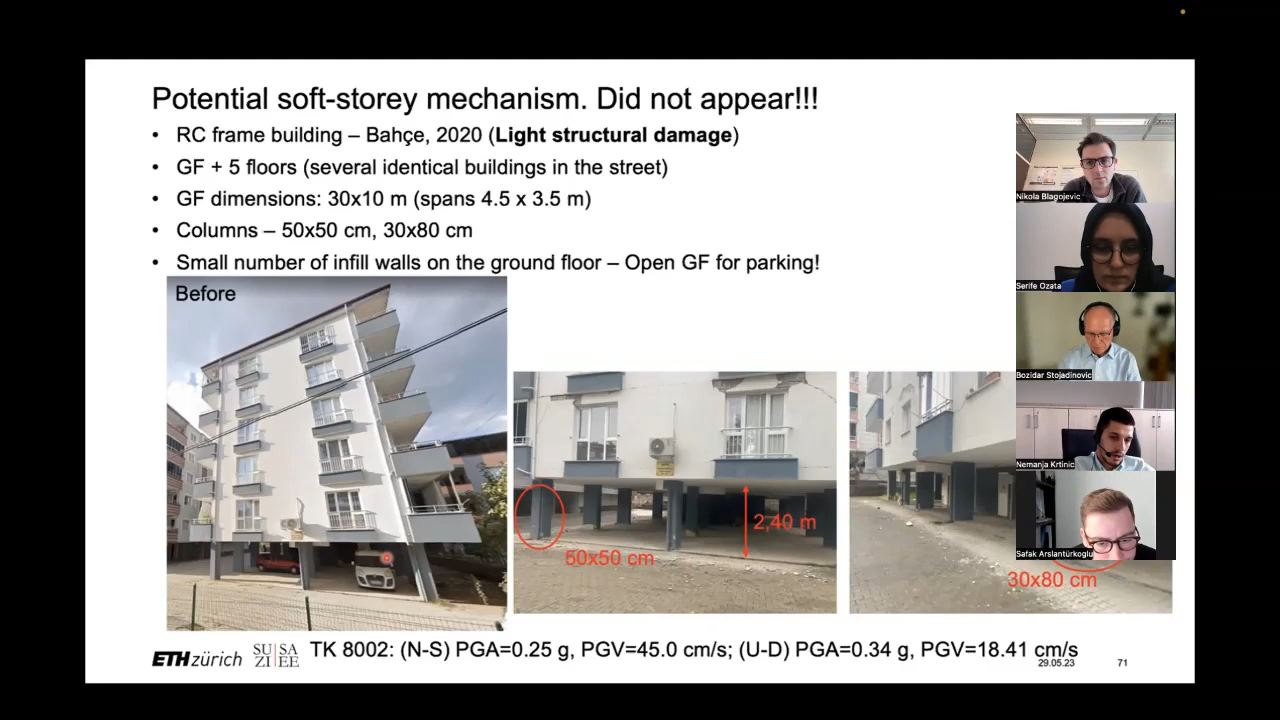 Potential soft-storey mechanism. Did not appear!!!
• RC frame building – Bahçe, 2020 (Light structural damage)
• GF + 5 floors (several identical buildings in the street)
• GF dimensions: 30x10 m (spans 4.5 x 3.5 m)
• Columns – 50x50 cm, 30x80 cm
• Small number of infill walls on the ground floor – Open GF for parking!
Before
2,40 m
50x50 cm
30x80 cm
Nikola Blagojevic
Serife Ozata
Bozidar Stojadinovic
Nemanja Krtinic
Safak Arslantürkoglu
ETH zürich
SU|SA
ZI|EE
TK 8002: (N-S) PGA=0.25 g, PGV=45.0 cm/s; (U-D) PGA=0.34 g, PGV=18.41 cm/s
29.05.23
71